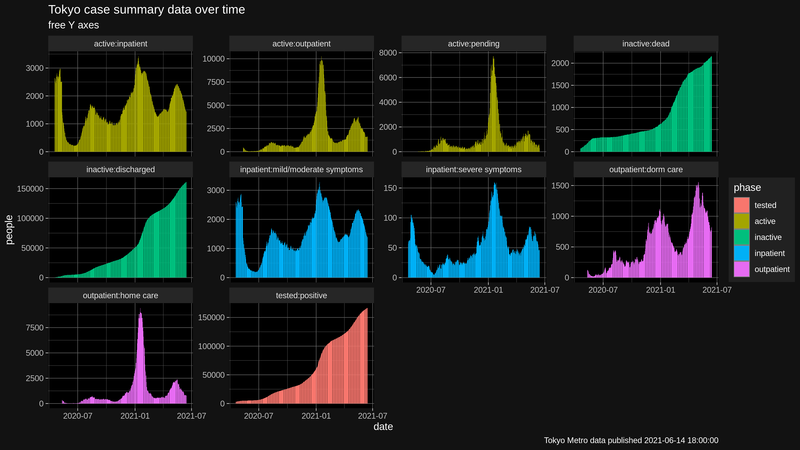 Tokyo case summary data over time
free Y axes
active:inpatient
active:outpatient
active:pending
inactive:dead
3000
2000
1000
0
10000
7500
5000
2500
0
8000
6000
4000
2000
0
2000
1500
1000
500
0
inactive:discharged
inpatient:mild/moderate symptoms
inpatient:severe symptoms
outpatient:dorm care
150000
100000
50000
0
3000
2000
1000
0
150
100
50
0
1500
1000
500
0
2020-07
2021-01
2021-07
2020-07
2021-01
2021-07
outpatient:home care
tested:positive
7500
5000
2500
0
150000
100000
50000
0
2020-07
2021-01
2021-07
2020-07
2021-01
2021-07
people
date
phase
tested
active
inactive
inpatient
outpatient
Tokyo Metro data published 2021-06-14 18:00:00